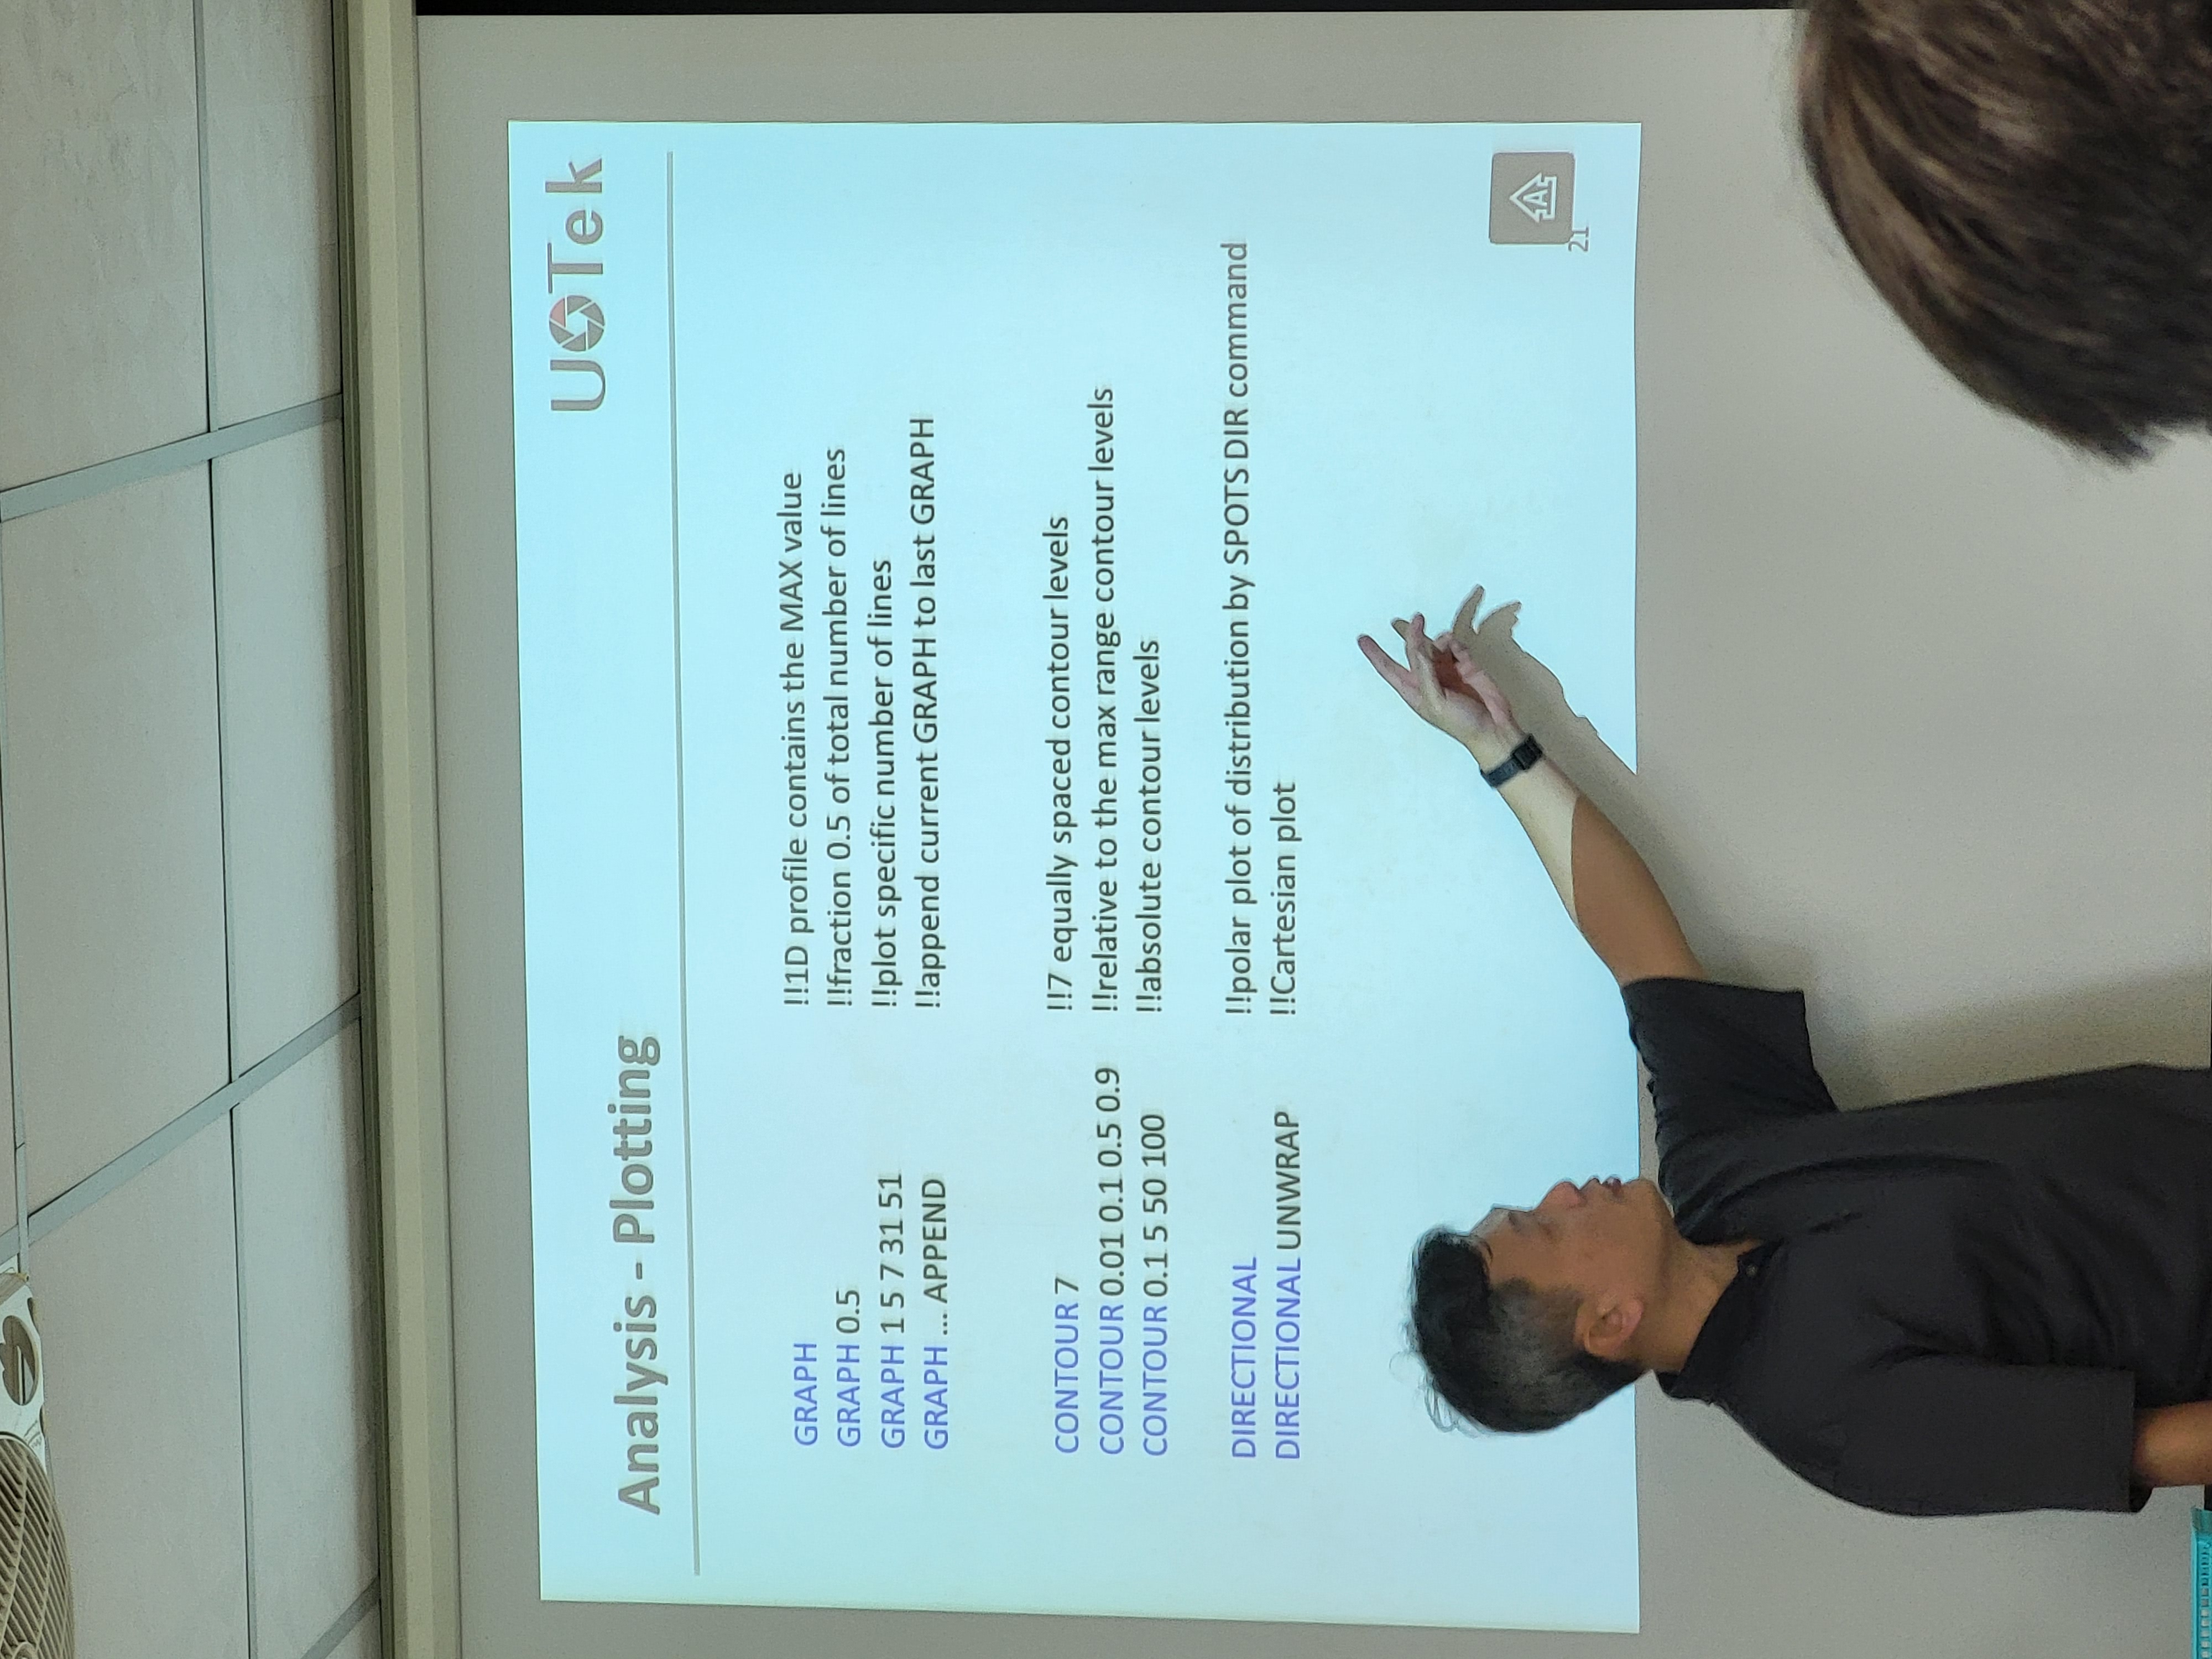 UOTek
Analysis - Plotting
GRAPH !!1D profile contains the MAX value
GRAPH 0.5 !!fraction 0.5 of total number of lines
GRAPH 1 5 7 31 51 !!plot specific number of lines
GRAPH ... APPEND !!append current GRAPH to last GRAPH
CONTOUR 7 !!7 equally spaced contour levels
CONTOUR 0.01 0.1 0.5 0.9 !!relative to the max range contour levels
CONTOUR 0.1 5 50 100 !!absolute contour levels
DIRECTIONAL !!polar plot of distribution by SPOTS DIR command
DIRECTIONAL UNWRAP !!Cartesian plot
A
21